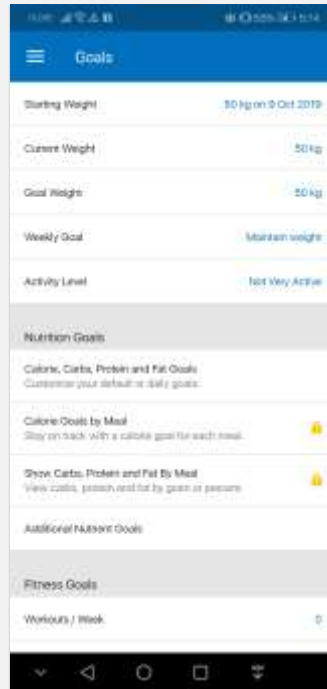 Goals
Starting Weight
50 kg on 9 Oct 2019
Current Weight
50 kg
Goal Weight
50 kg
Weekly Goal
Maintain weight
Activity Level
Not Very Active
Nutrition Goals
Calorie, Carbs, Protein and Fat Goals
Customise your default or daily goals.
Calorie Goals by Meal
Stay on track with a calorie goal for each meal.
Show Carbs, Protein and Fat By Meal
View carbs, protein and fat by gram or percent.
Additional Nutrient Goals
Fitness Goals
Workouts / Week
0